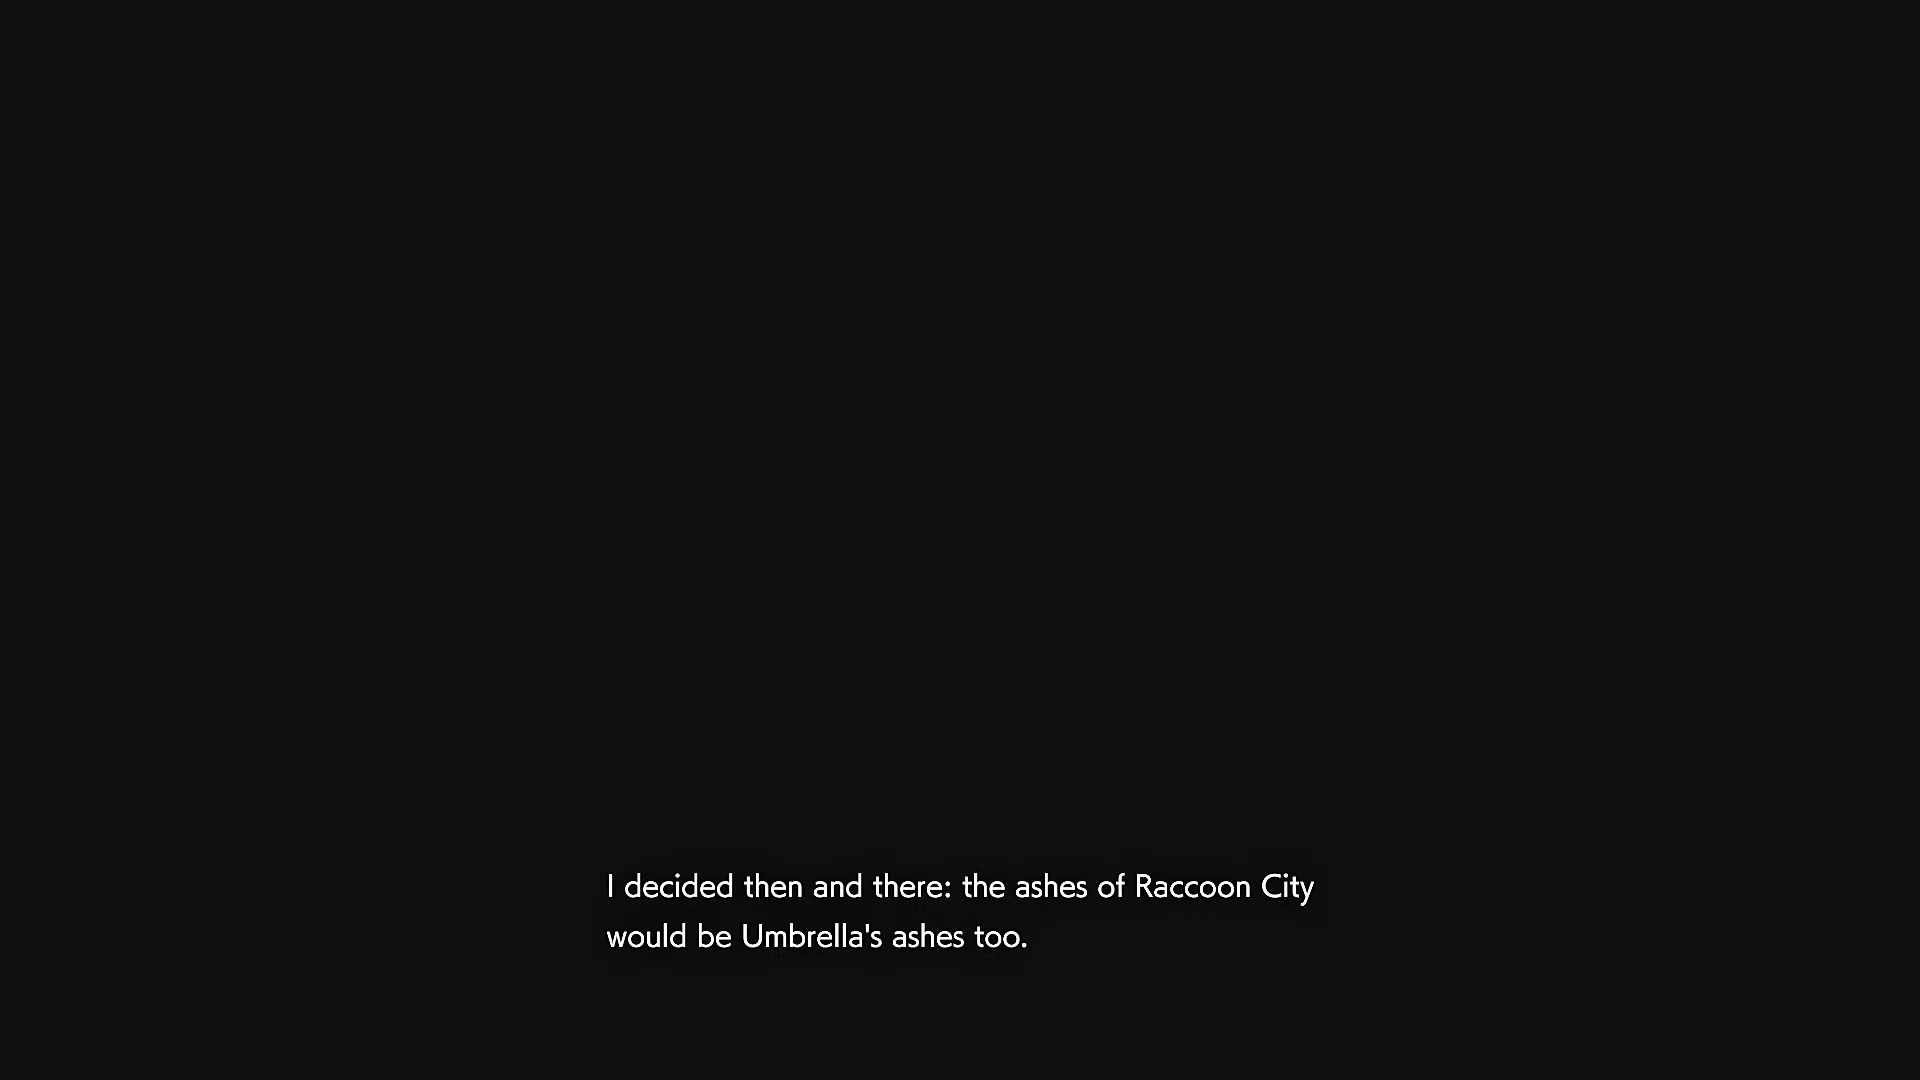 I decided then and there: the ashes of Raccoon City
would be Umbrella's ashes too.